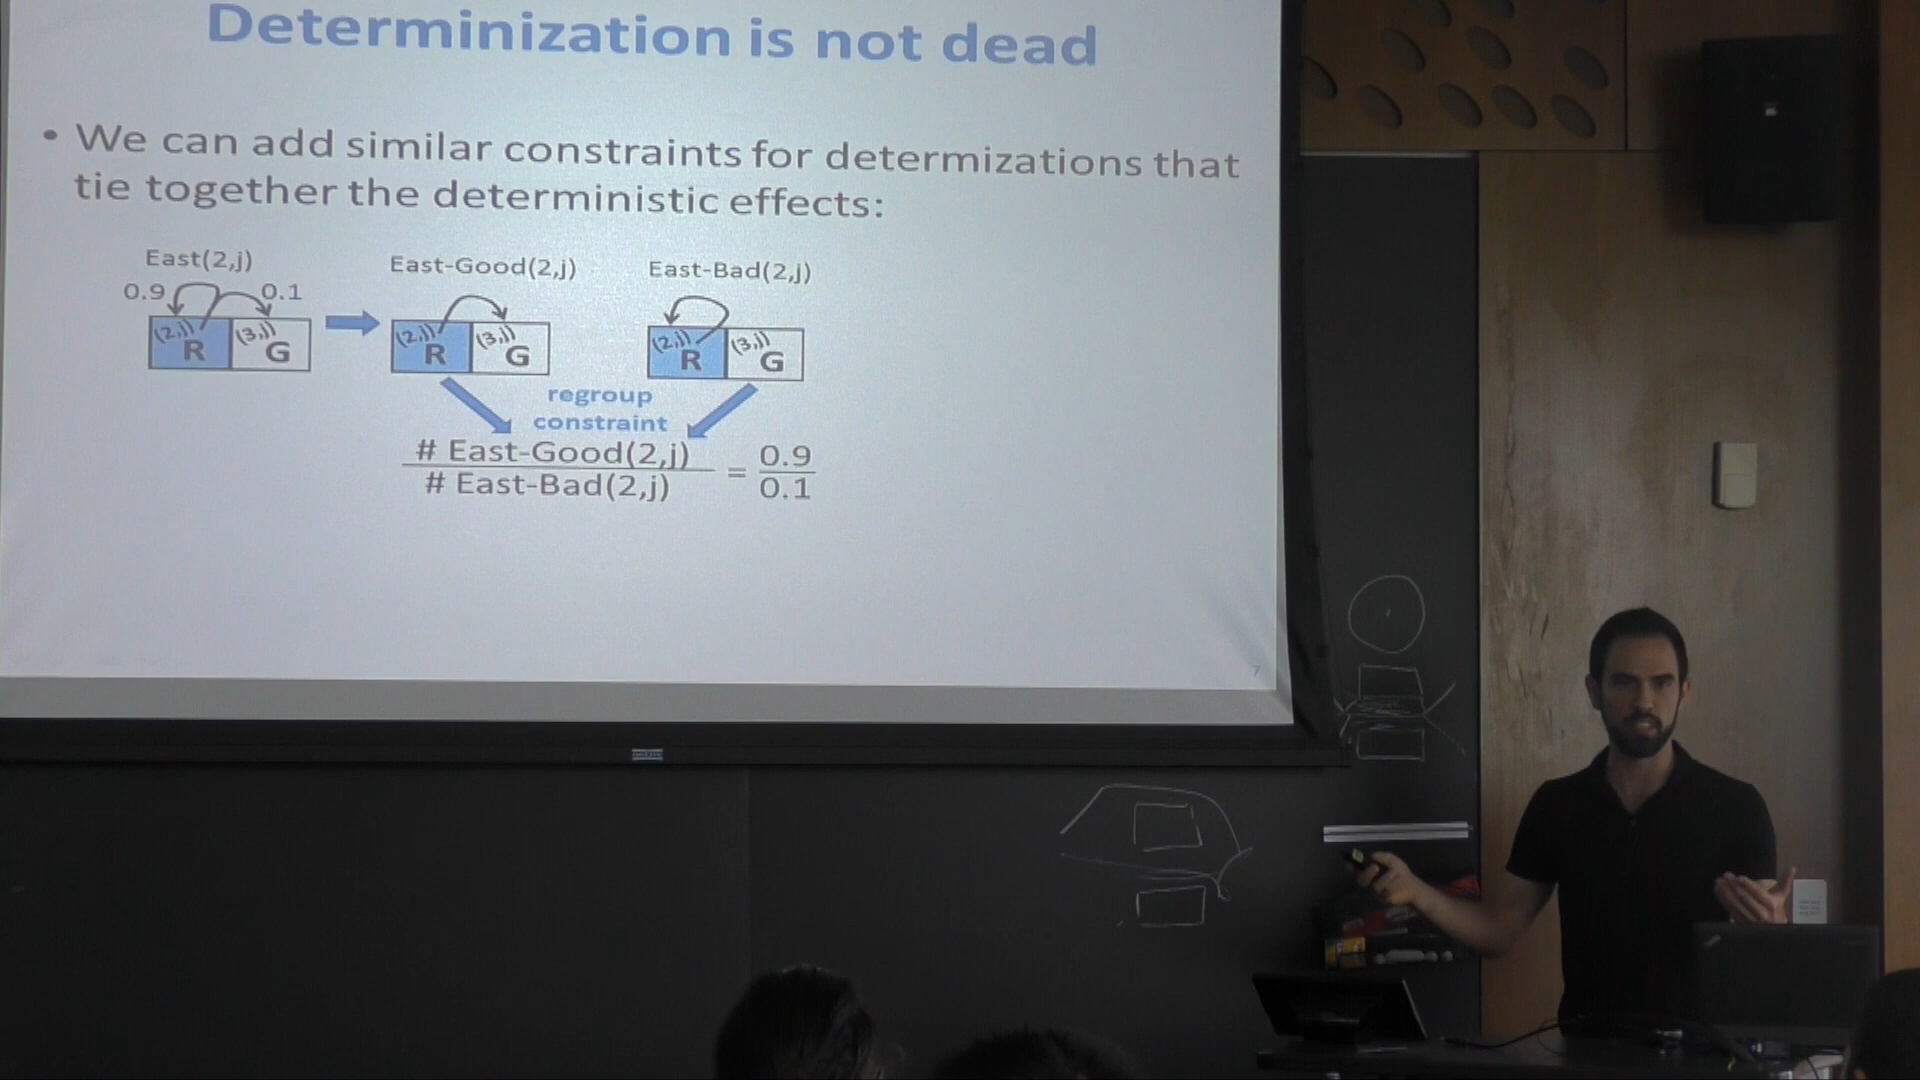 Determinization is not dead
• We can add similar constraints for determizations that
tie together the deterministic effects:
East(2,j)
0.9
0.1
(2,j)
R
(3,j)
G
East-Good(2,j)
(2,j)
R
(3,j)
G
East-Bad(2,j)
(2,j)
R
(3,j)
G
regroup
constraint
# East-Good(2,j)
# East-Bad(2,j)
=
0.9
0.1
7